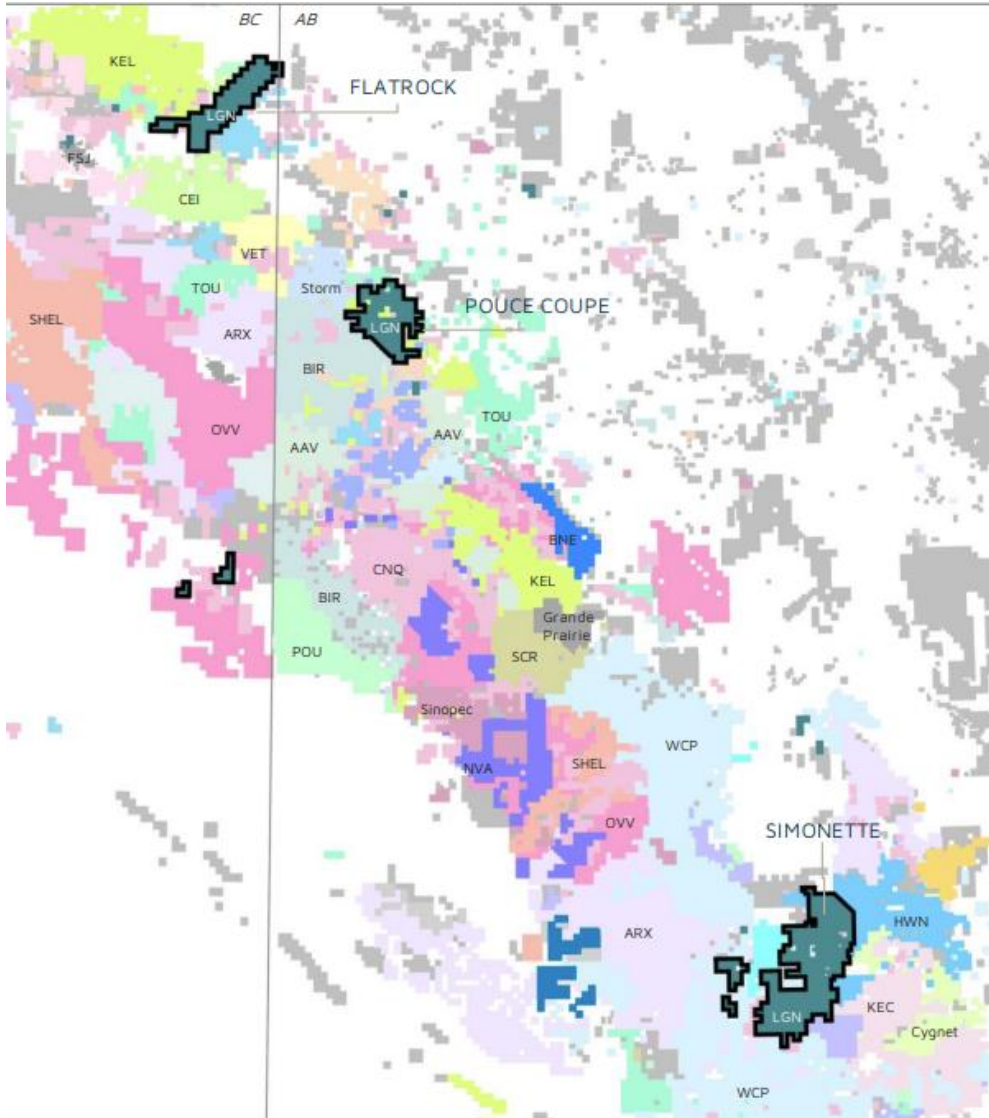 BC
AB
KEL
FLATROCK
LGN
FSJ
CEI
VET
TOU
Storm
POUCE COUPE
SHEL
ARX
LGN
BIR
TOU
OVV
AAV
AAV
BNE
CNQ
KEL
BIR
Grande
Prairie
POU
SCR
Sinopec
WCP
NVA
SHEL
OVV
SIMONETTE
ARX
HWN
KEC
LGN
Cygnet
WCP